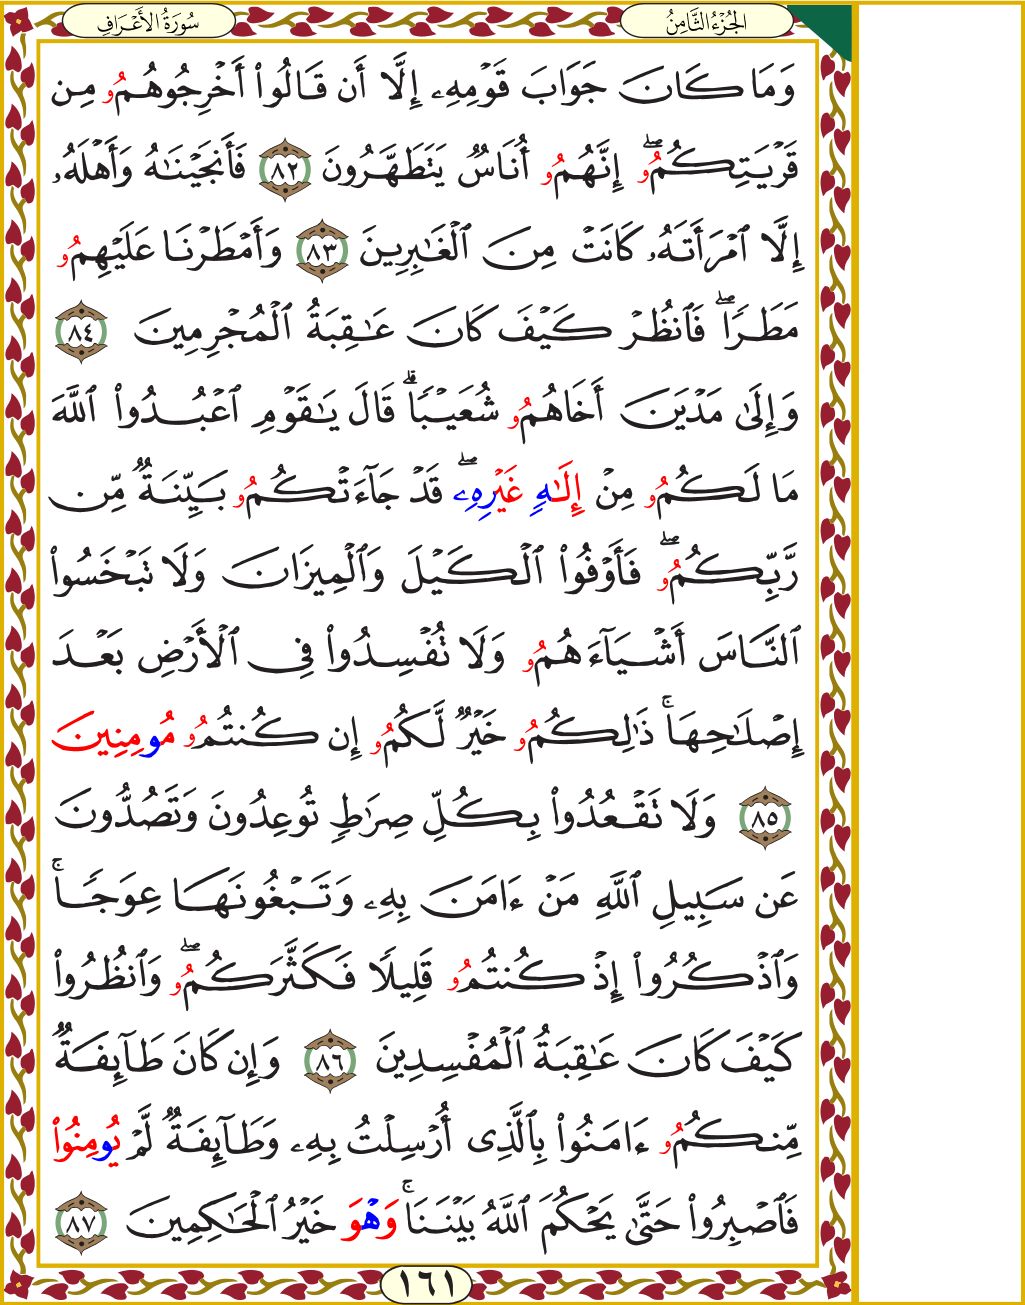 الجُزْءُ الثَّامِنُ
سُورَةُ الأَعْرَافِ
وَمَا كَانَ جَوَابَ قَوْمِهِۦ إِلَّا أَن قَالُوا۟ أَخْرِجُوهُمُۥ مِن
قَرْيَتِكُمُۥۖ إِنَّهُمُۥ أُنَاسٌ يَتَطَهَّرُونَ ٨٢ فَأَنجَيْنَـٰهُ وَأَهْلَهُۥ
إِلَّا ٱمْرَأَتَهُۥ كَانَتْ مِنَ ٱلْغَـٰبِرِينَ ٨٣ وَأَمْطَرْنَا عَلَيْهِمُۥ
مَطَرًاۖ فَٱنظُرْ كَيْفَ كَانَ عَـٰقِبَةُ ٱلْمُجْرِمِينَ ٨٤
وَإِلَىٰ مَدْيَنَ أَخَاهُمُۥ شُعَيْبًاۗ قَالَ يَـٰقَوْمِ ٱعْبُدُوا۟ ٱللَّهَ
مَا لَكُمُۥ مِنْ إِلَـٰهٍ غَيْرِهِۦۖ قَدْ جَآءَتْكُمُۥ بَيِّنَةٌ مِّن
رَّبِّكُمُۥۖ فَأَوْفُوا۟ ٱلْكَيْلَ وَٱلْمِيزَانَ وَلَا تَبْخَسُوا۟
ٱلنَّاسَ أَشْيَآءَهُمُۥ وَلَا تُفْسِدُوا۟ فِى ٱلْأَرْضِ بَعْدَ
إِصْلَـٰحِهَاۚ ذَٰلِكُمُۥ خَيْرٌ لَّكُمُۥ إِن كُنتُمُۥ مُومِنِينَ
٨٥ وَلَا تَقْعُدُوا۟ بِكُلِّ صِرَٰطٍ تُوعِدُونَ وَتَصُدُّونَ
عَن سَبِيلِ ٱللَّهِ مَنْ ءَامَنَ بِهِۦ وَتَبْغُونَهَا عِوَجًاۚ
وَٱذْكُرُوا۟ إِذْ كُنتُمُۥ قَلِيلًا فَكَثَّرَكُمُۥۖ وَٱنظُرُوا۟
كَيْفَ كَانَ عَـٰقِبَةُ ٱلْمُفْسِدِينَ ٨٦ وَإِن كَانَ طَآئِفَةٌ
مِّنكُمُۥ ءَامَنُوا۟ بِٱلَّذِى أُرْسِلْتُ بِهِۦ وَطَآئِفَةٌ لَّمْ يُومِنُوا۟
فَٱصْبِرُوا۟ حَتَّىٰ يَحْكُمَ ٱللَّهُ بَيْنَنَاۚ وَهْوَ خَيْرُ ٱلْحَـٰكِمِينَ ٨٧
١٦١